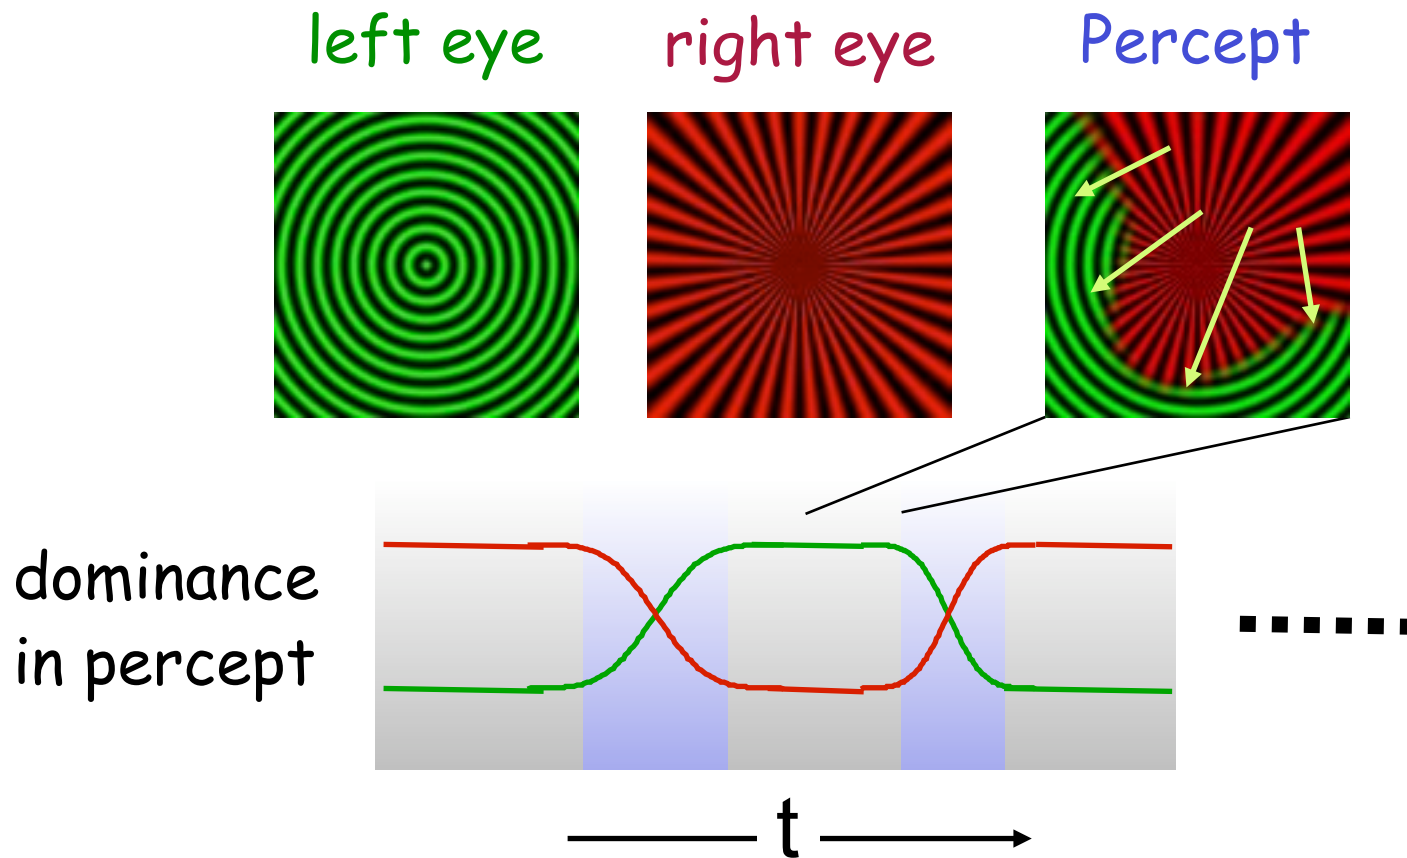 left eye
right eye
Percept
dominance
in percept
t